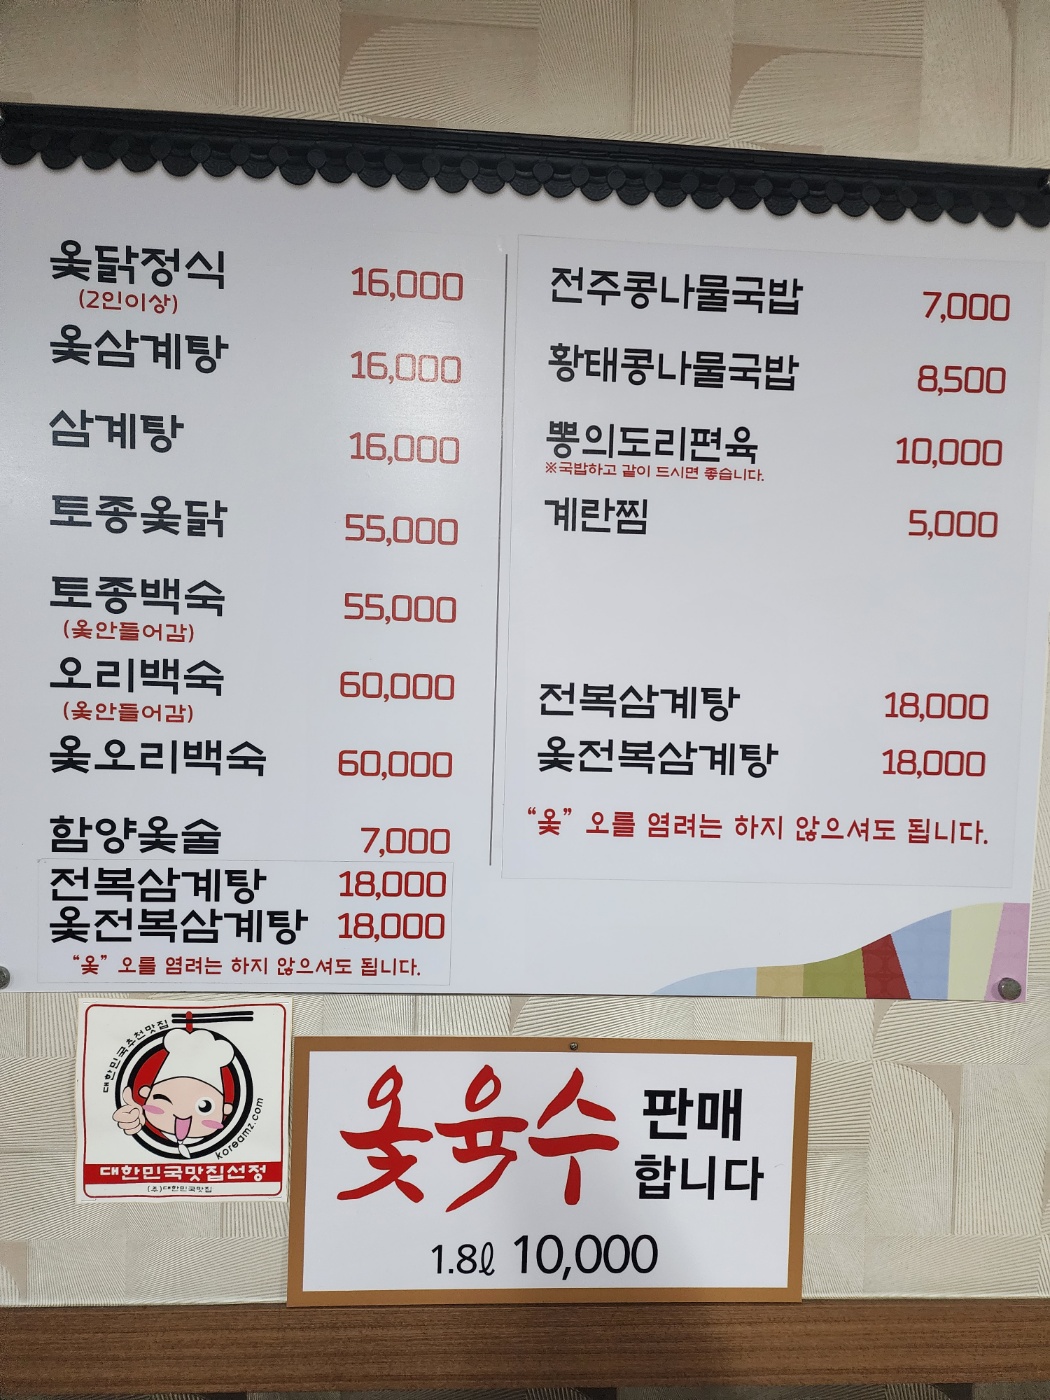 옻닭정식 16,000
(2인이상)
옻삼계탕 16,000
삼계탕 16,000
토종옻닭 55,000
토종백숙 55,000
(옻안들어감)
오리백숙 60,000
(옻안들어감)
옻오리백숙 60,000
함양옻술 7,000
전복삼계탕 18,000
옻전복삼계탕 18,000
“옻” 오를 염려는 하지 않으셔도 됩니다.
전주콩나물국밥 7,000
황태콩나물국밥 8,500
뽕의도리편육 10,000
※국밥하고 같이 드시면 좋습니다.
계란찜 5,000
전복삼계탕 18,000
옻전복삼계탕 18,000
“옻” 오를 염려는 하지 않으셔도 됩니다.
대한민국추천맛집
koreamz.com
대한민국맛집선정
(주)대한민국맛집
옻육수 판매
합니다
1.8ℓ 10,000